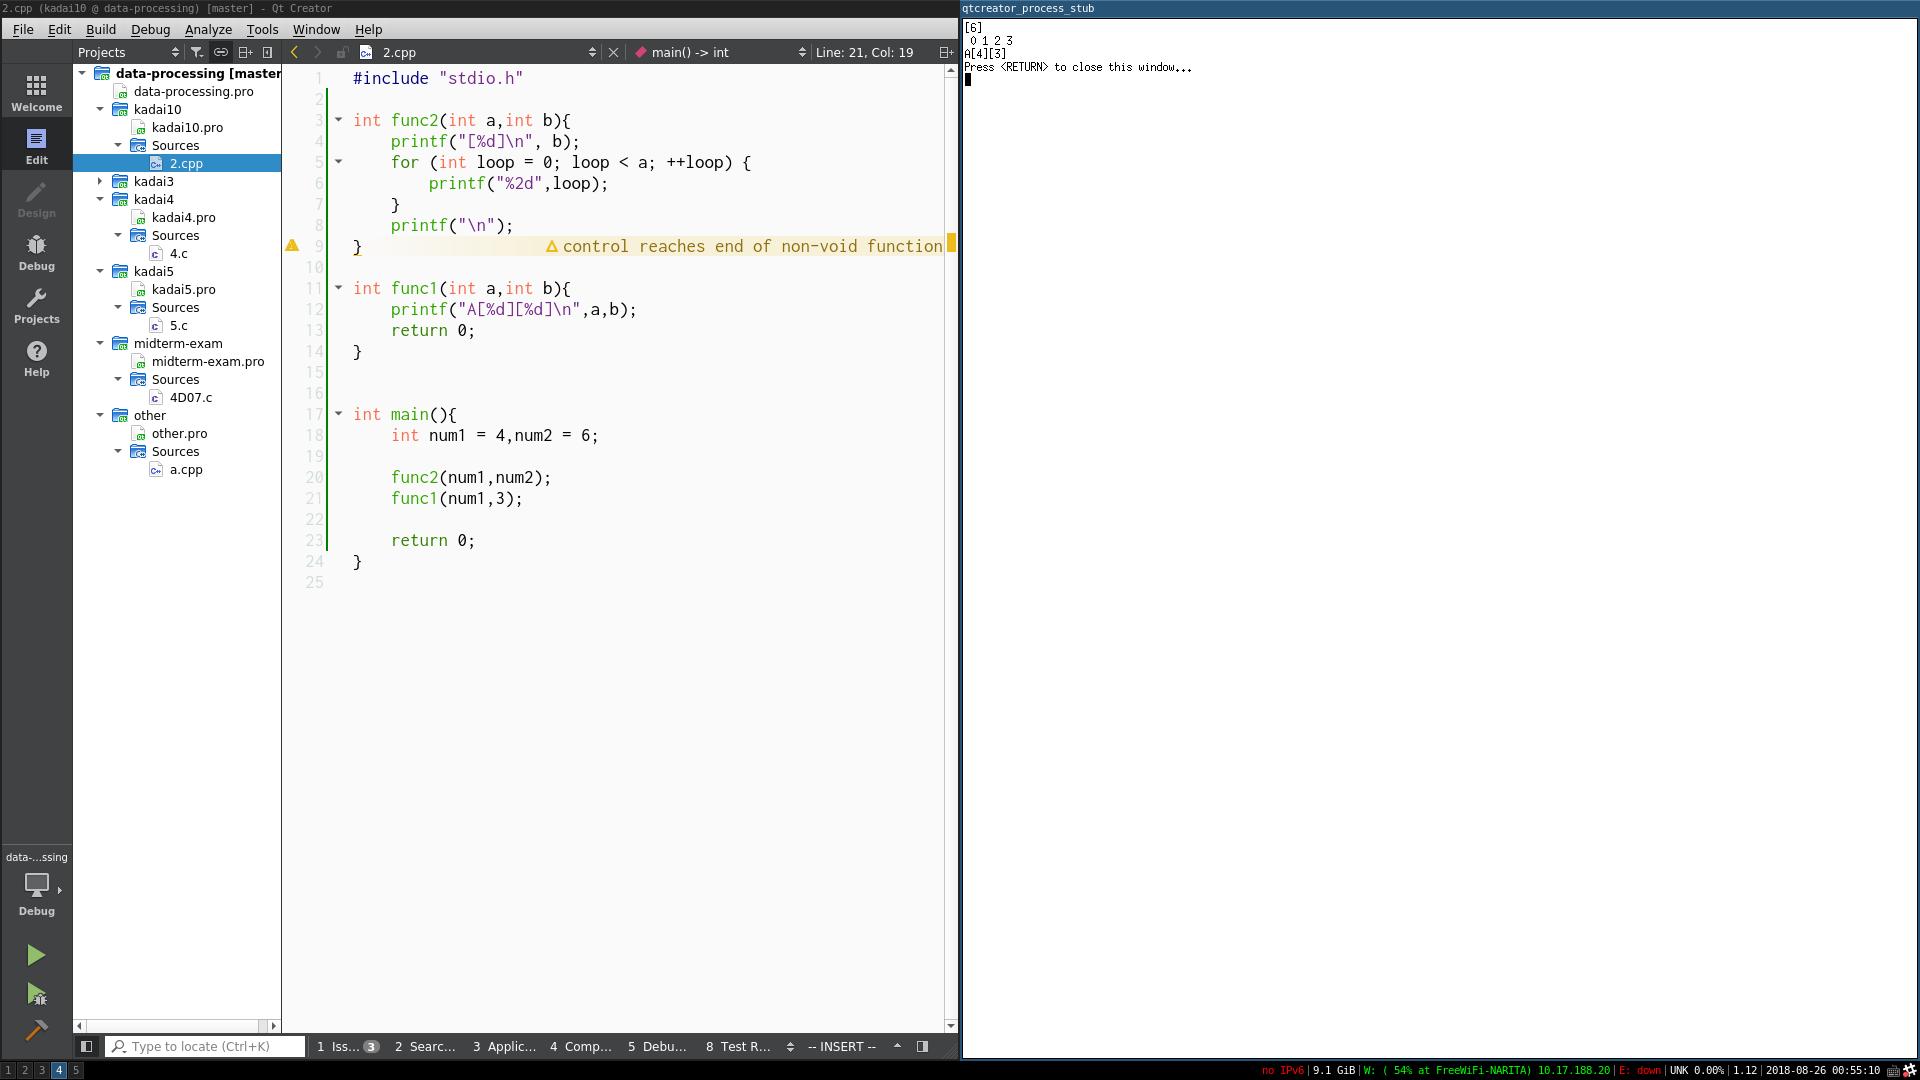 2.cpp (kadai10 @ data-processing) [master] - Qt Creator
File Edit Build Debug Analyze Tools Window Help
Projects
2.cpp
main() -> int
Line: 21, Col: 19
Welcome
Edit
Design
Debug
Projects
Help
data-...ssing
Debug
data-processing [master
data-processing.pro
kadai10
kadai10.pro
Sources
2.cpp
kadai3
kadai4
kadai4.pro
Sources
4.c
kadai5
kadai5.pro
Sources
5.c
midterm-exam
midterm-exam.pro
Sources
4D07.c
other
other.pro
Sources
a.cpp
1 #include "stdio.h"
2
3 int func2(int a,int b){
4     printf("[%d]\n", b);
5     for (int loop = 0; loop < a; ++loop) {
6         printf("%2d",loop);
7     }
8     printf("\n");
9 } control reaches end of non-void function
10
11 int func1(int a,int b){
12     printf("A[%d][%d]\n",a,b);
13     return 0;
14 }
15
16
17 int main(){
18     int num1 = 4,num2 = 6;
19
20     func2(num1,num2);
21     func1(num1,3);
22
23     return 0;
24 }
25
Type to locate (Ctrl+K)
1 Iss... 3 2 Searc... 3 Applic... 4 Comp... 5 Debu... 8 Test R... -- INSERT --
qtcreator_process_stub
[6]
 0 1 2 3
A[4][3]
Press <RETURN> to close this window...
1 2 3 4 5
no IPv6|9.1 GiB|W: ( 54% at FreeWiFi-NARITA) 10.17.188.20|E: down|UNK 0.00%|1.12|2018-08-26 00:55:10